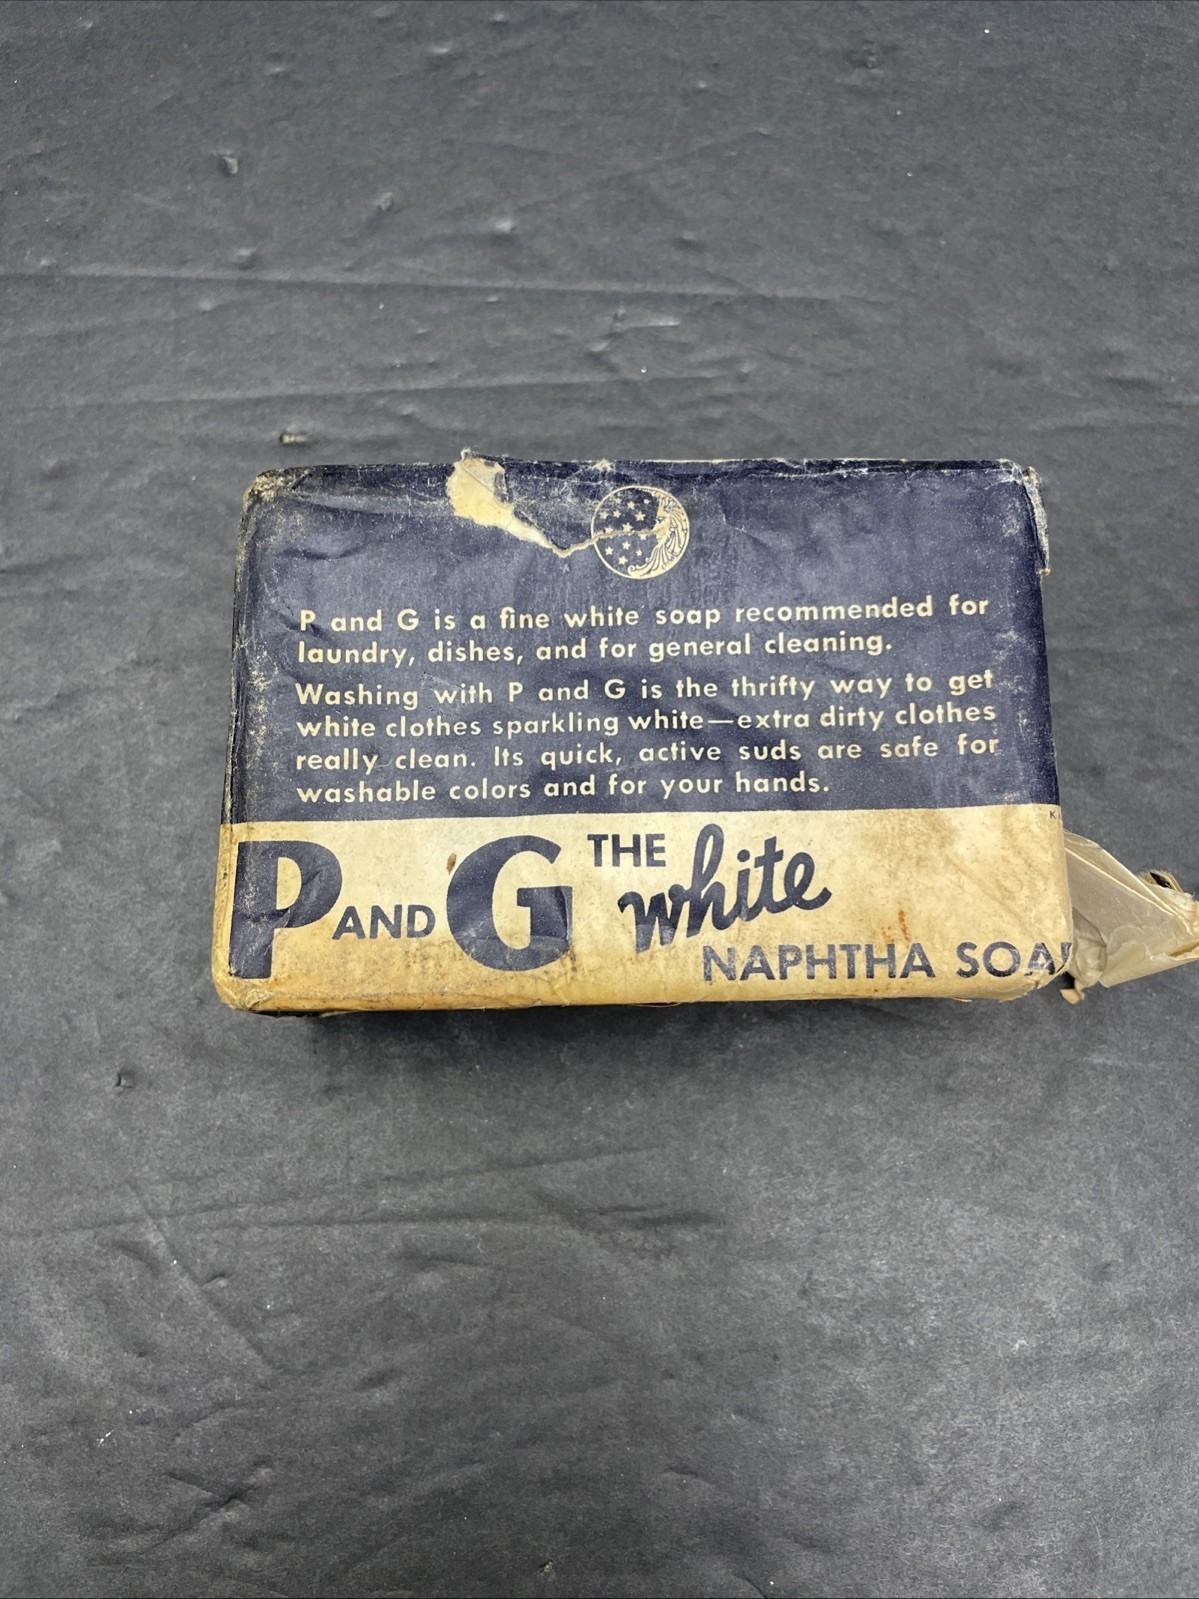 P and G is a fine white soap recommended for
laundry, dishes, and for general cleaning.
Washing with P and G is the thrifty way to get
white clothes sparkling white—extra dirty clothes
really clean. Its quick, active suds are safe for
washable colors and for your hands.
K
P AND G THE white
NAPHTHA SOAP